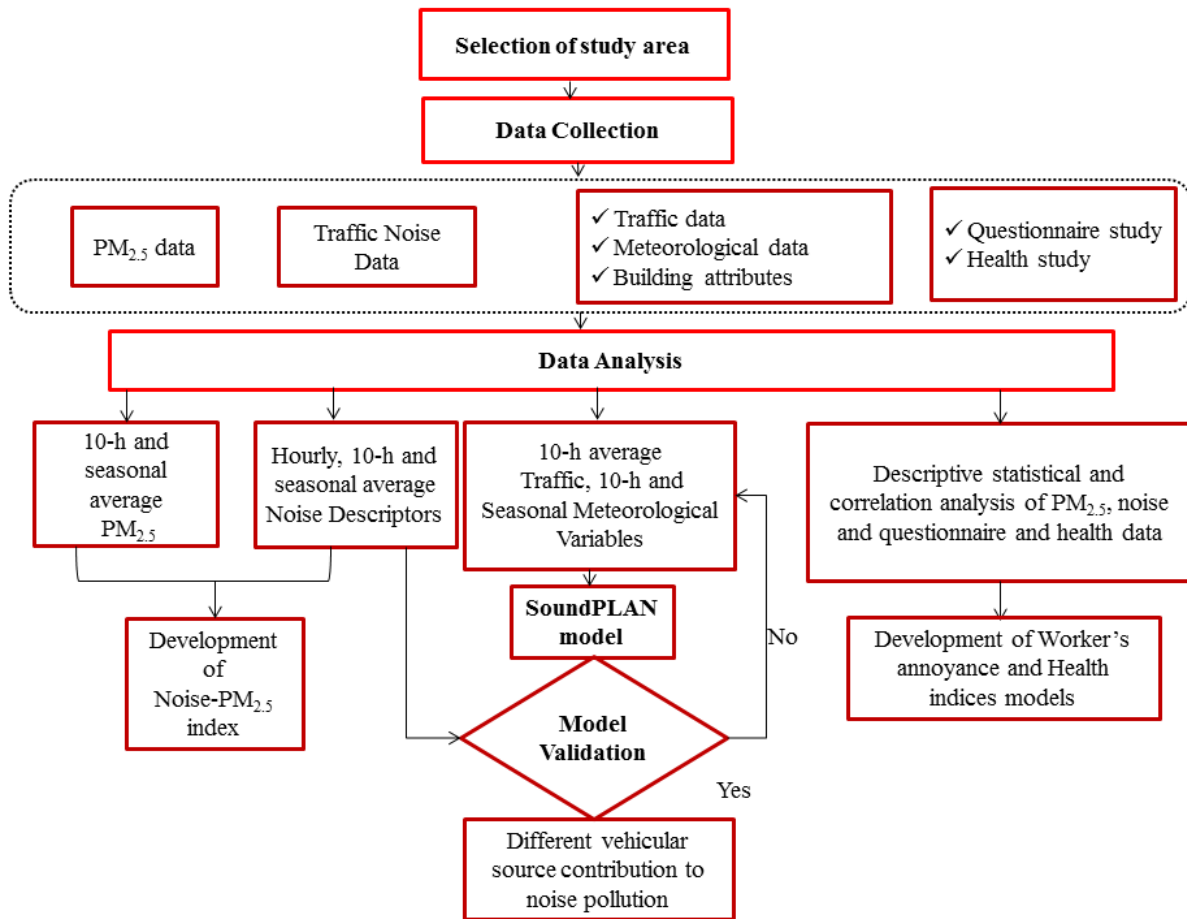 Selection of study area
Data Collection
PM2.5 data
Traffic Noise
Data
✓ Traffic data
✓ Meteorological data
✓ Building attributes
✓ Questionnaire study
✓ Health study
Data Analysis
10-h and
seasonal
average
PM2.5
Hourly, 10-h and
seasonal average
Noise Descriptors
10-h average
Traffic, 10-h and
Seasonal Meteorological
Variables
Descriptive statistical and
correlation analysis of PM2.5, noise
and questionnaire and health data
SoundPLAN
model
No
Development
of
Noise-PM2.5
index
Development of Worker’s
annoyance and Health
indices models
Model
Validation
Yes
Different vehicular
source contribution to
noise pollution